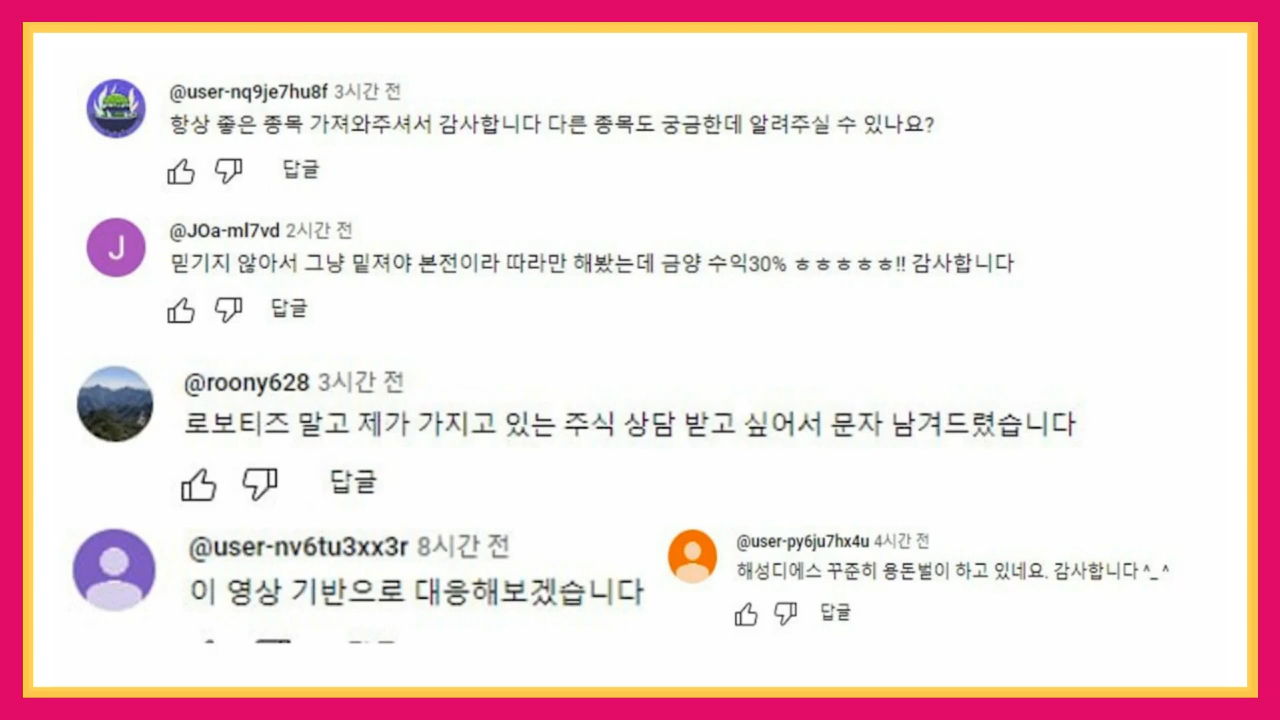 @user-nq9je7hu8f 3시간 전
항상 좋은 종목 가져와주셔서 감사합니다 다른 종목도 궁금한데 알려주실 수 있나요?
답글
J
@JOa-ml7vd 2시간 전
믿기지 않아서 그냥 밑져야 본전이라 따라만 해봤는데 금양 수익30% ㅎㅎㅎㅎㅎ!! 감사합니다
답글
@roony628 3시간 전
로보티즈 말고 제가 가지고 있는 주식 상담 받고 싶어서 문자 남겨드렸습니다
답글
@user-nv6tu3xx3r 8시간 전
이 영상 기반으로 대응해보겠습니다
@user-py6ju7hx4u 4시간 전
해성디에스 꾸준히 용돈벌이 하고 있네요. 감사합니다 ^_^
답글